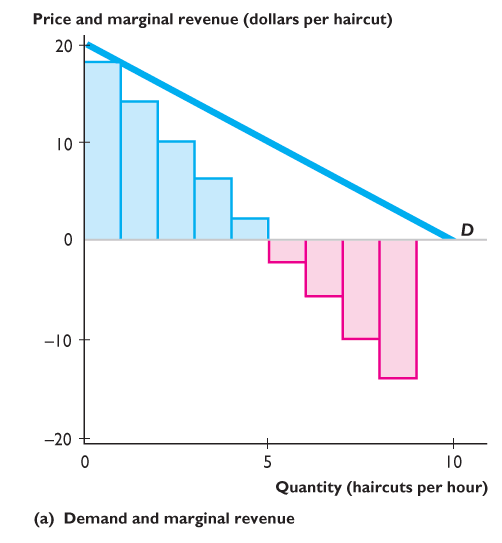 Price and marginal revenue (dollars per haircut)
20
10
0
D
–10
–20
0 5 10
Quantity (haircuts per hour)
(a) Demand and marginal revenue